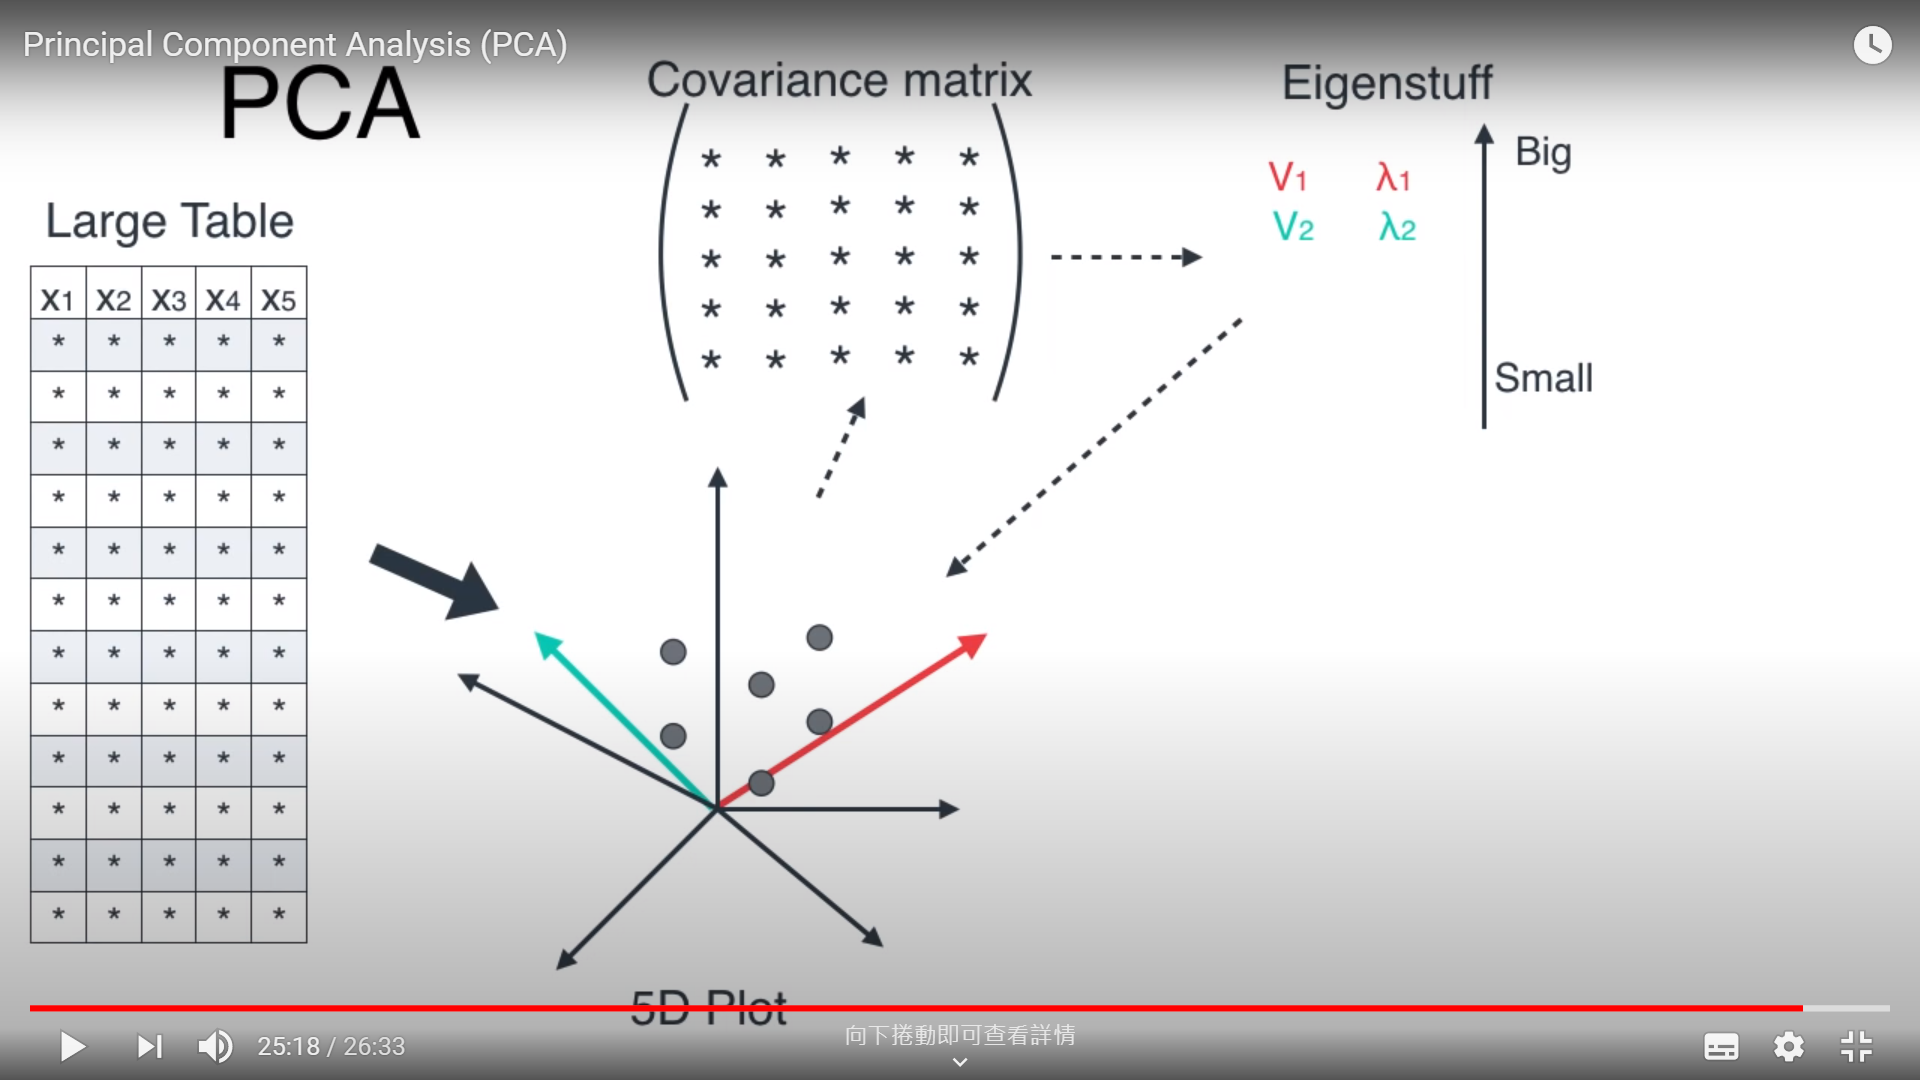 Principal Component Analysis (PCA)
PCA
Covariance matrix
Eigenstuff
* * * * *
* * * * *
* * * * *
* * * * *
* * * * *
V1 λ1
V2 λ2
Big
Small
Large Table
X1 X2 X3 X4 X5
* * * * *
* * * * *
* * * * *
* * * * *
* * * * *
* * * * *
* * * * *
* * * * *
* * * * *
* * * * *
* * * * *
* * * * *
5D Plot
25:18 / 26:33
向下捲動即可查看詳情